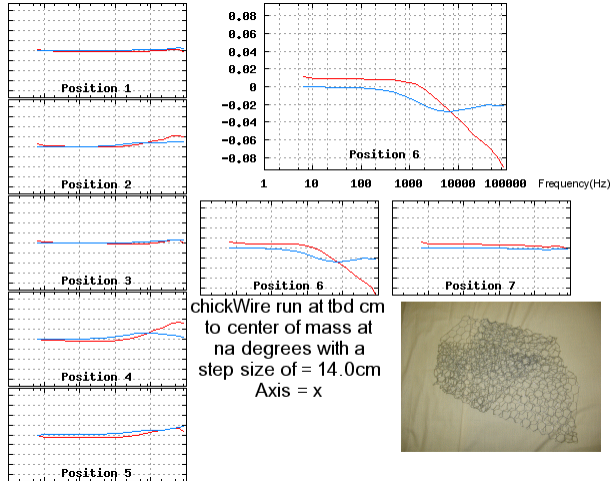 Position 1
Position 2
Position 3
Position 4
Position 5
0.08
0.06
0.04
0.02
0
-0.02
-0.04
-0.06
-0.08
Position 6
1 10 100 1000 10000 100000 Frequency(Hz)
Position 6
Position 7
chickWire run at tbd cm
to center of mass at
na degrees with a
step size of = 14.0cm
Axis = x